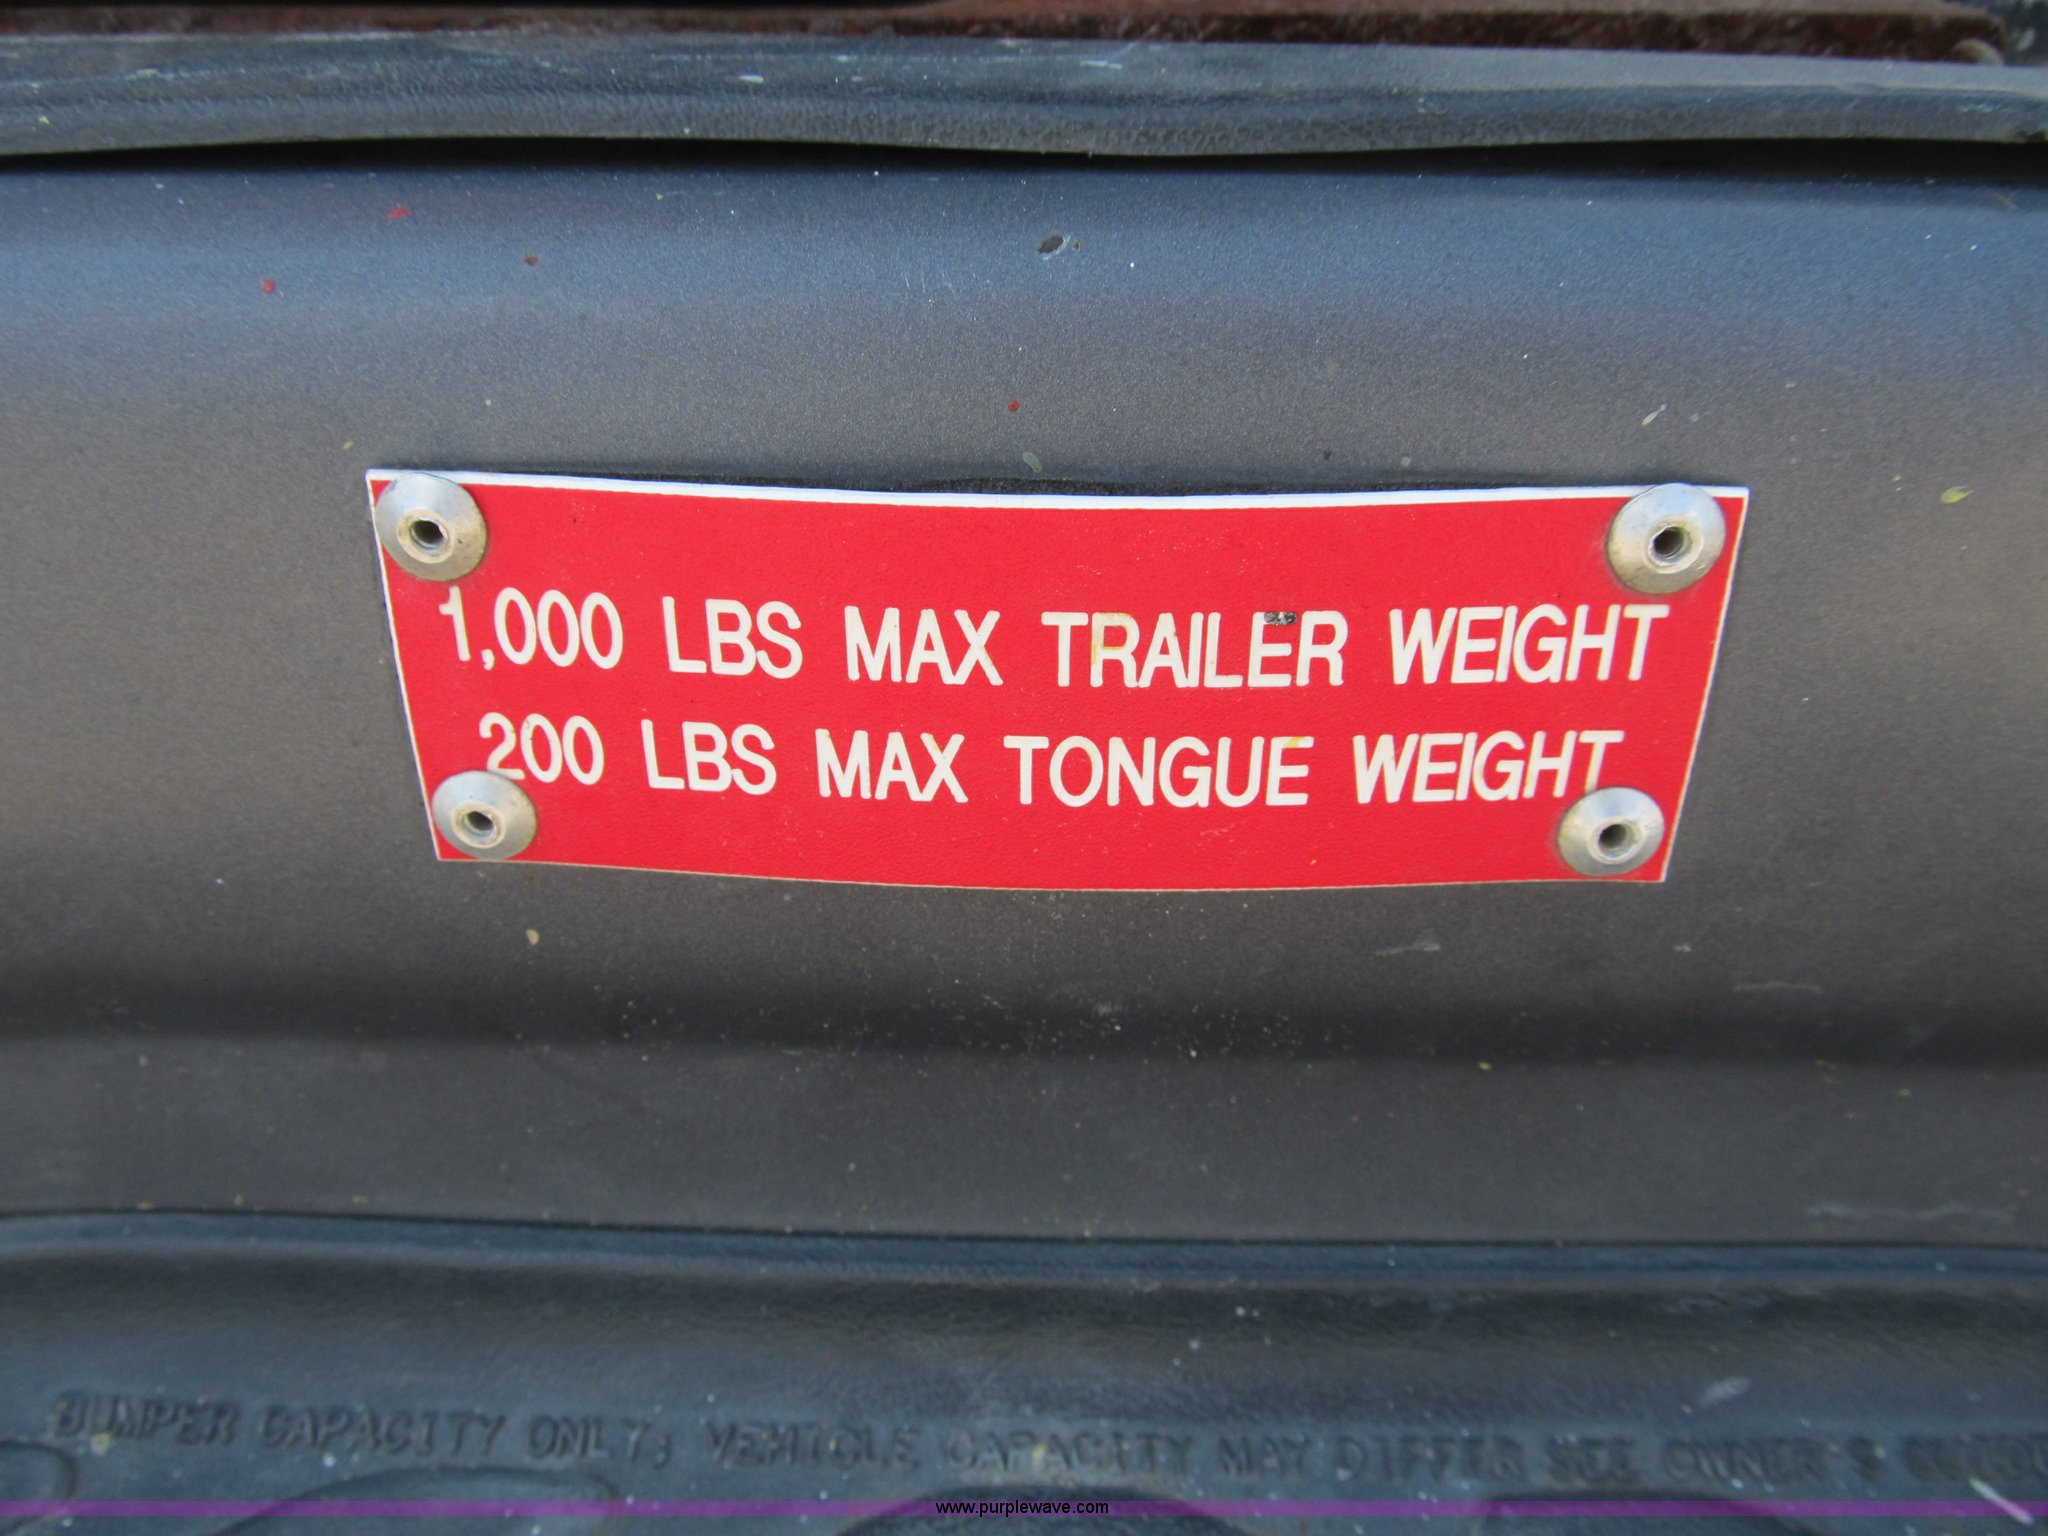 1,000 LBS MAX TRAILER WEIGHT
200 LBS MAX TONGUE WEIGHT
BUMPER CAPACITY ONLY; VEHICLE CAPACITY MAY DIFFER SEE OWNER'S
www.purplewave.com